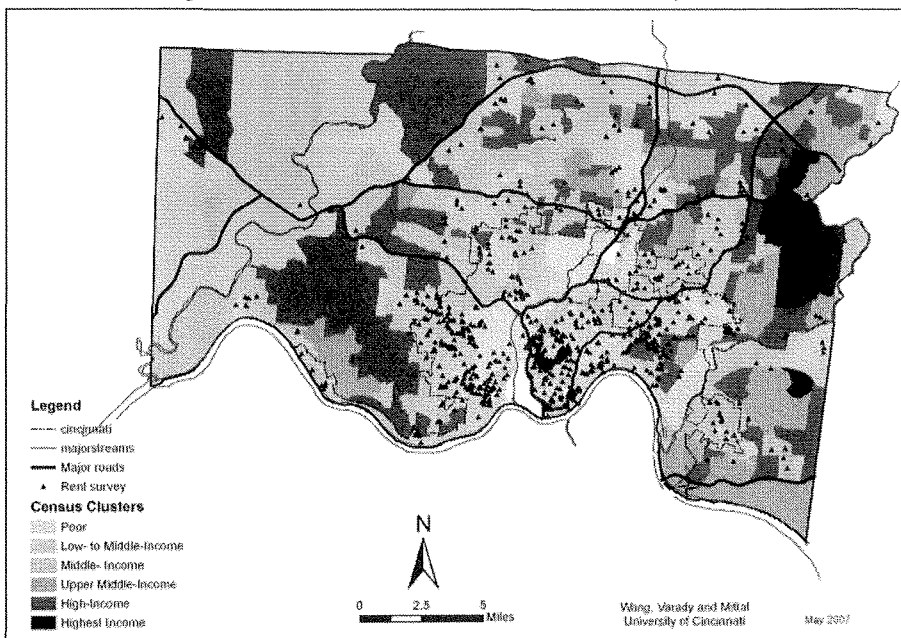 Legend
cincinnati
majorstreams
Major roads
Rent survey
Census Clusters
Poor
Low- to Middle-Income
Middle- Income
Upper Middle-Income
High-Income
Highest Income
N
0 2.5 5
Miles
Wang, Varady and Mittal
University of Cincinnati
May 2007